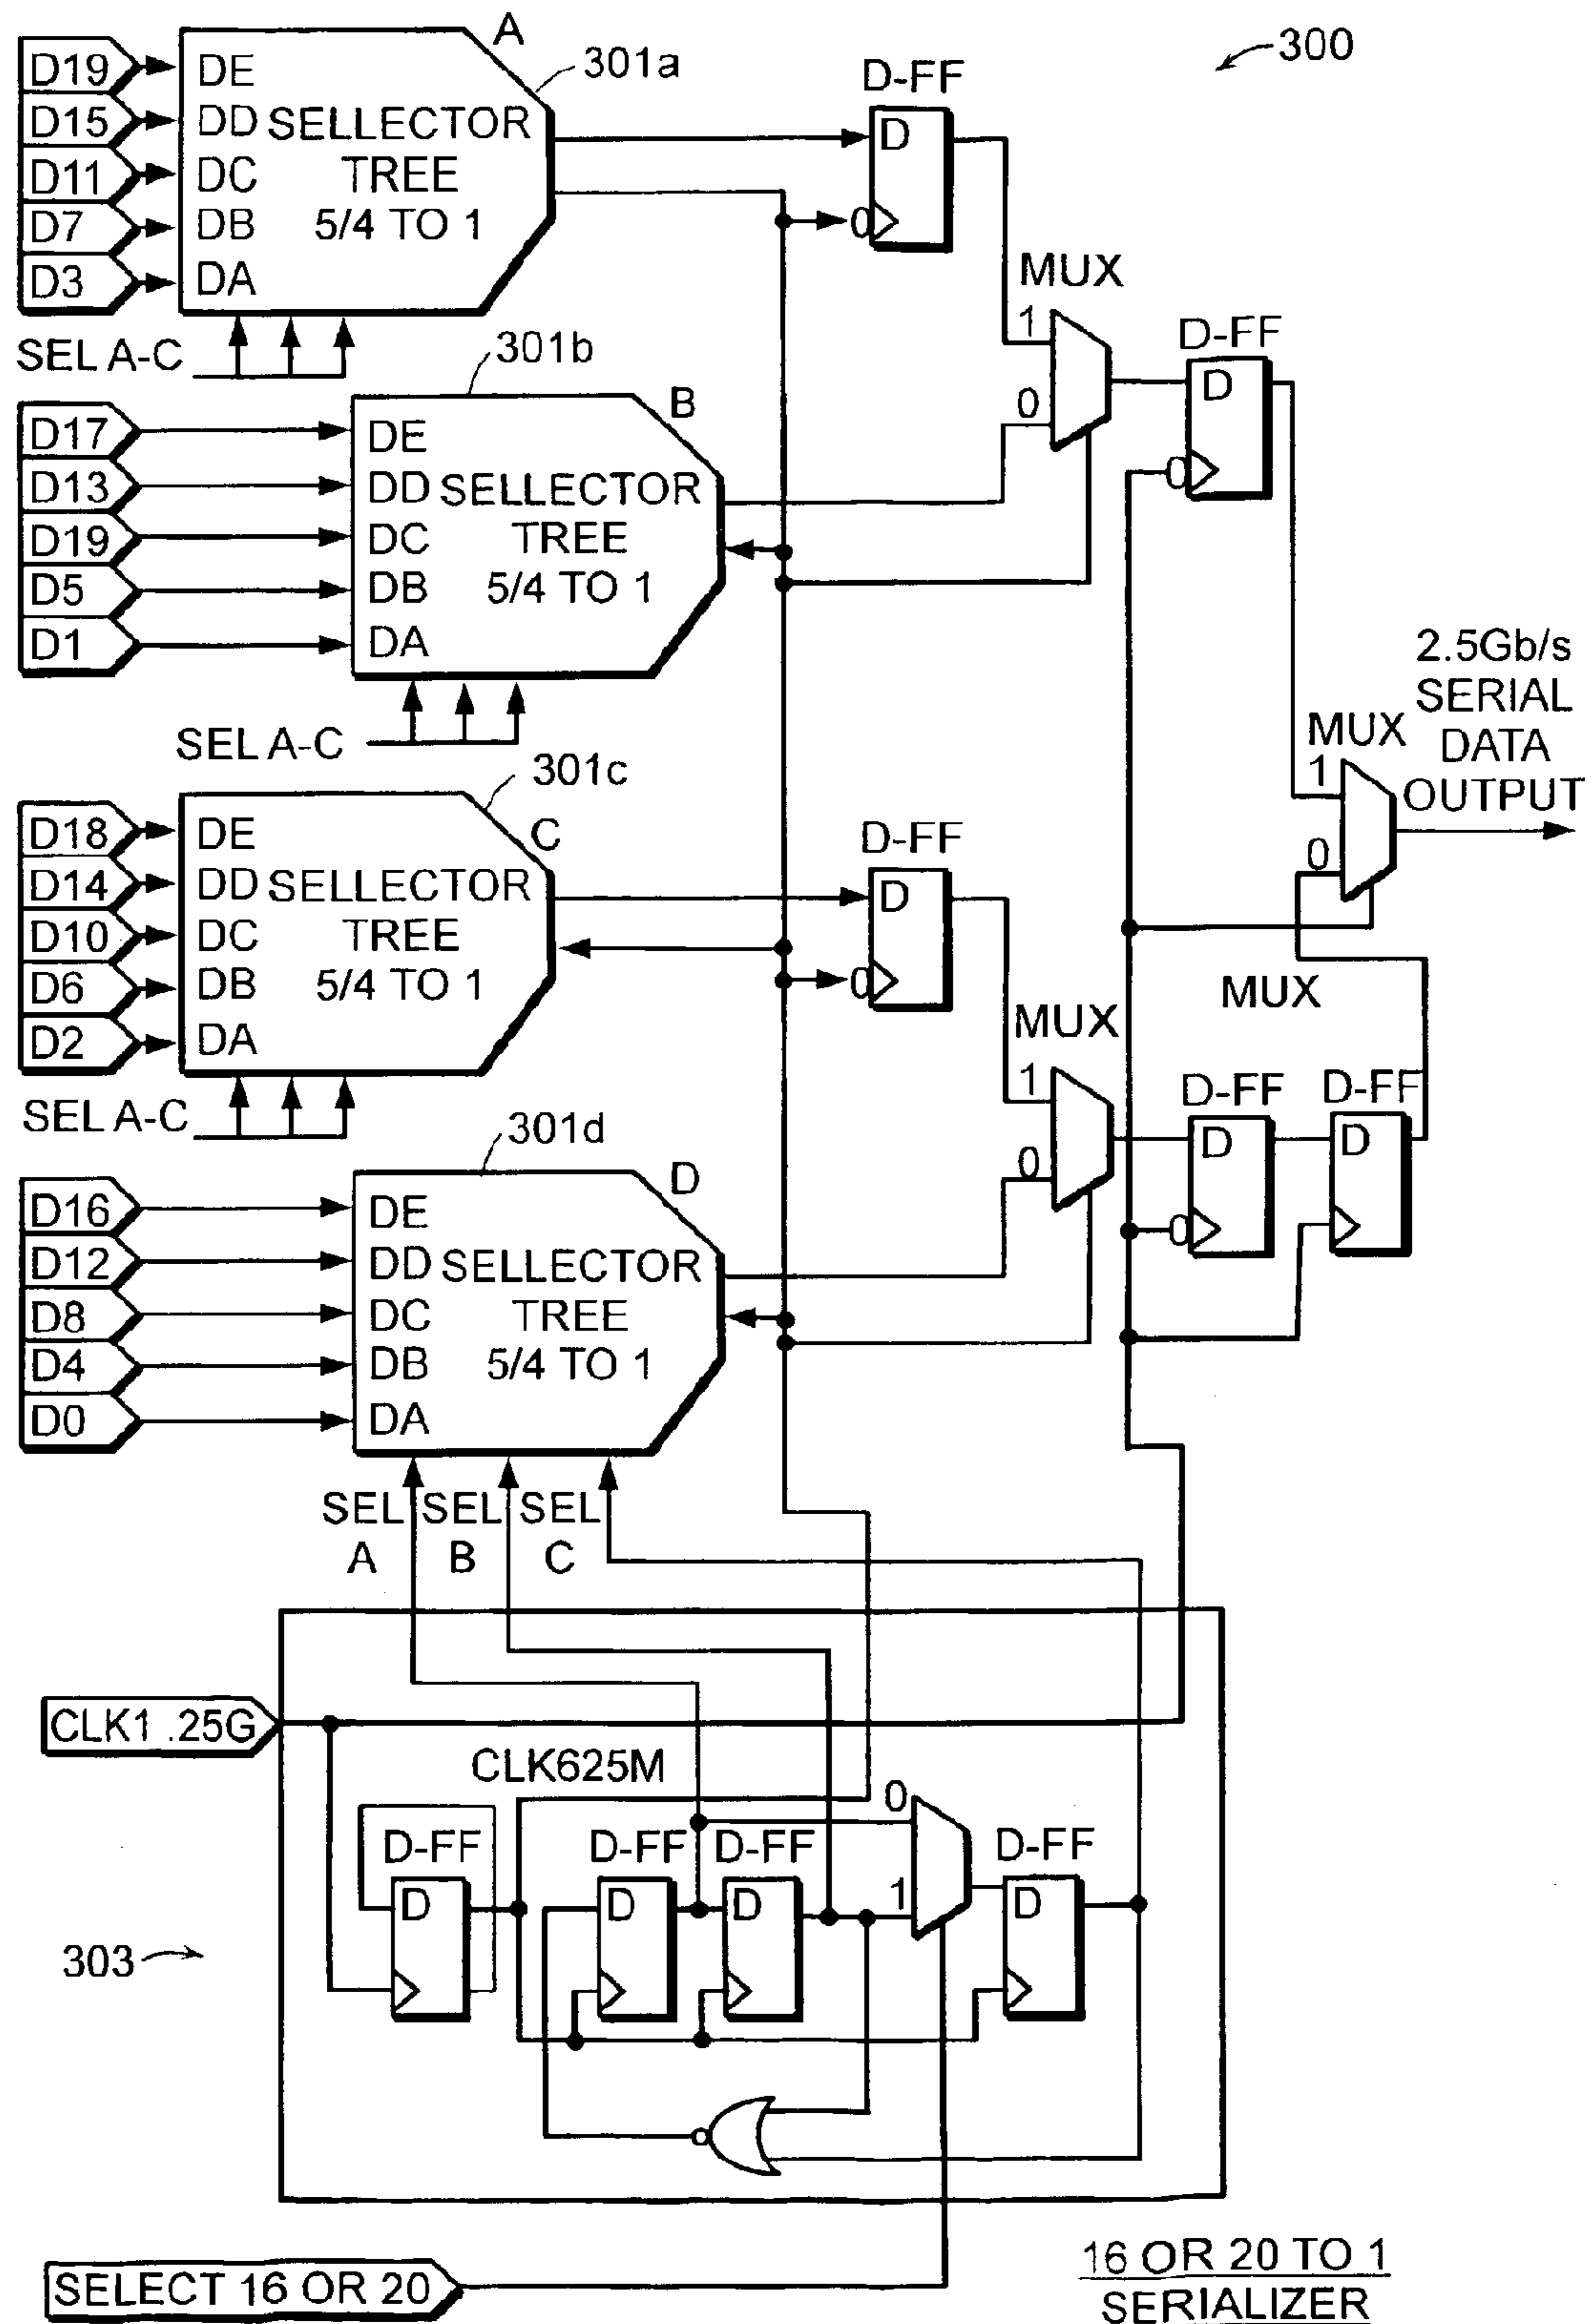 300
A
301a
D19
D15
D11
D7
D3
DE
DD
DC
DB
DA
SELLECTOR
TREE
5/4 TO 1
SEL A-C
D-FF
D
0
MUX
1
0
D-FF
D
0
301b
B
D17
D13
D19
D5
D1
DE
DD
DC
DB
DA
SELLECTOR
TREE
5/4 TO 1
SEL A-C
2.5Gb/s
SERIAL
DATA
OUTPUT
MUX
1
0
301c
C
D18
D14
D10
D6
D2
DE
DD
DC
DB
DA
SELLECTOR
TREE
5/4 TO 1
SEL A-C
D-FF
D
0
MUX
MUX
1
0
D-FF
D
0
D-FF
D
301d
D
D16
D12
D8
D4
D0
DE
DD
DC
DB
DA
SELLECTOR
TREE
5/4 TO 1
SEL SEL SEL
A B C
CLK1 .25G
CLK625M
0
1
D-FF
D
D-FF
D
D-FF
D
D-FF
D
303
SELECT 16 OR 20
16 OR 20 TO 1
SERIALIZER